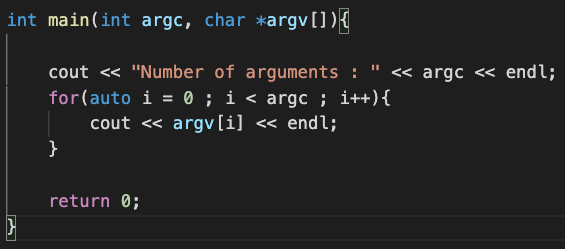 int main(int argc, char *argv[]){
cout << "Number of arguments : " << argc << endl;
for(auto i = 0 ; i < argc ; i++){
cout << argv[i] << endl;
}
return 0;
}